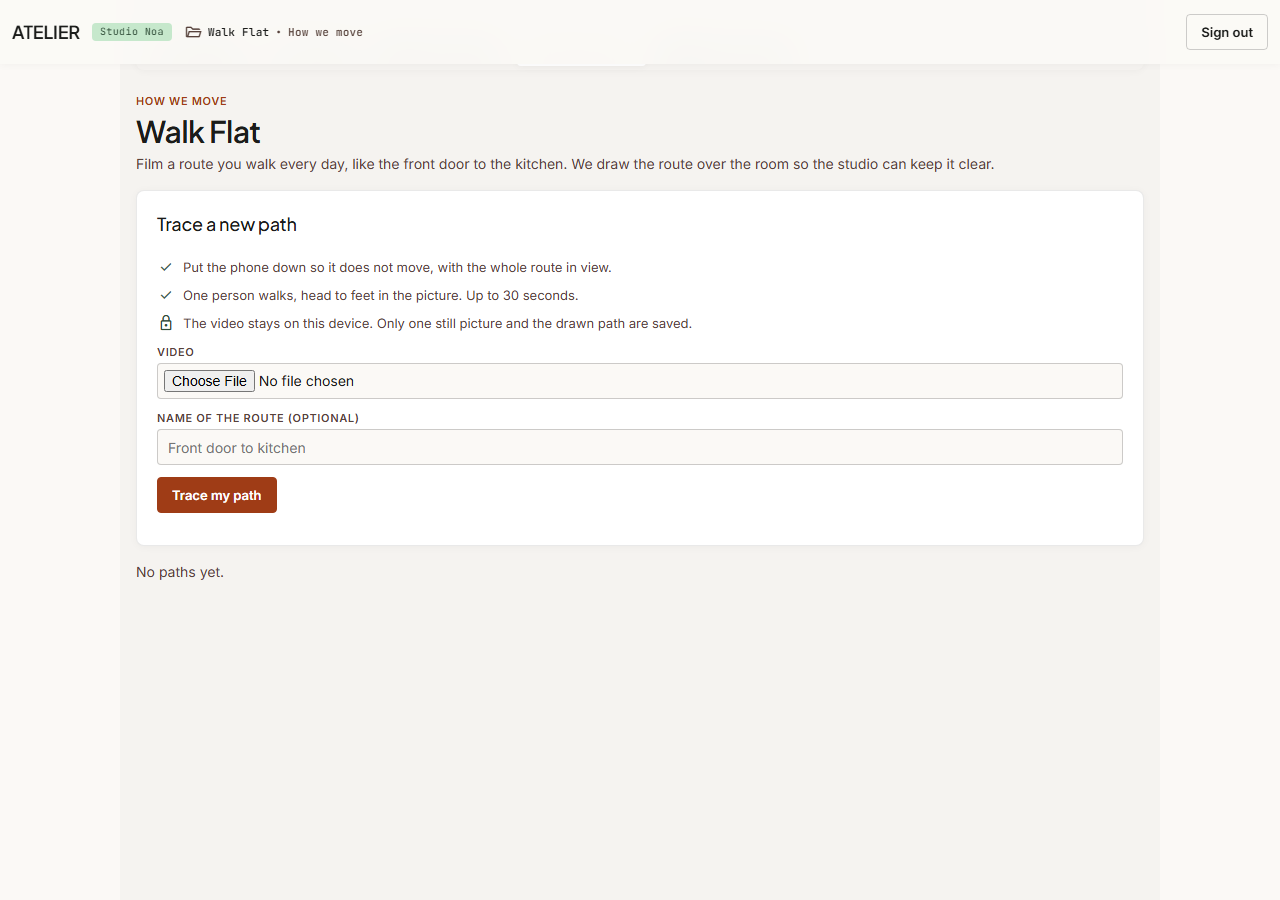 ATELIER Studio Noa Walk Flat • How we move Sign out
HOW WE MOVE
Walk Flat
Film a route you walk every day, like the front door to the kitchen. We draw the route over the room so the studio can keep it clear.
Trace a new path
Put the phone down so it does not move, with the whole route in view.
One person walks, head to feet in the picture. Up to 30 seconds.
The video stays on this device. Only one still picture and the drawn path are saved.
VIDEO
Choose File No file chosen
NAME OF THE ROUTE (OPTIONAL)
Front door to kitchen
Trace my path
No paths yet.